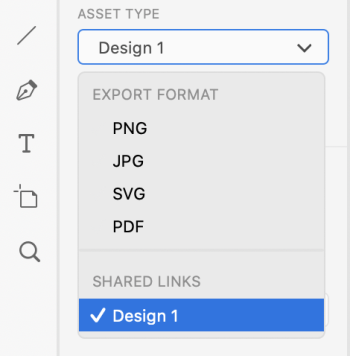 ASSET TYPE
Design 1
EXPORT FORMAT
PNG
JPG
SVG
PDF
SHARED LINKS
Design 1